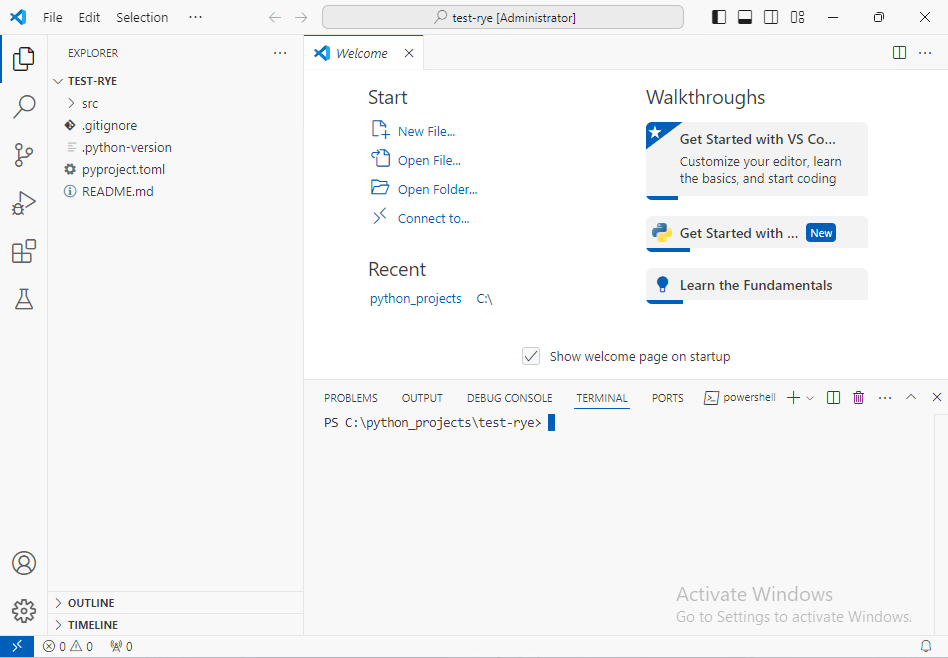 File Edit Selection ···
test-rye [Administrator]
EXPLORER ···
TEST-RYE
src
.gitignore
.python-version
pyproject.toml
README.md
OUTLINE
TIMELINE
Welcome
Start
New File...
Open File...
Open Folder...
Connect to...
Recent
python_projects C:\
Walkthroughs
Get Started with VS Co...
Customize your editor, learn
the basics, and start coding
Get Started with ... New
Learn the Fundamentals
Show welcome page on startup
PROBLEMS OUTPUT DEBUG CONSOLE TERMINAL PORTS powershell
PS C:\python_projects\test-rye>
Activate Windows
Go to Settings to activate Windows.
0 0 0